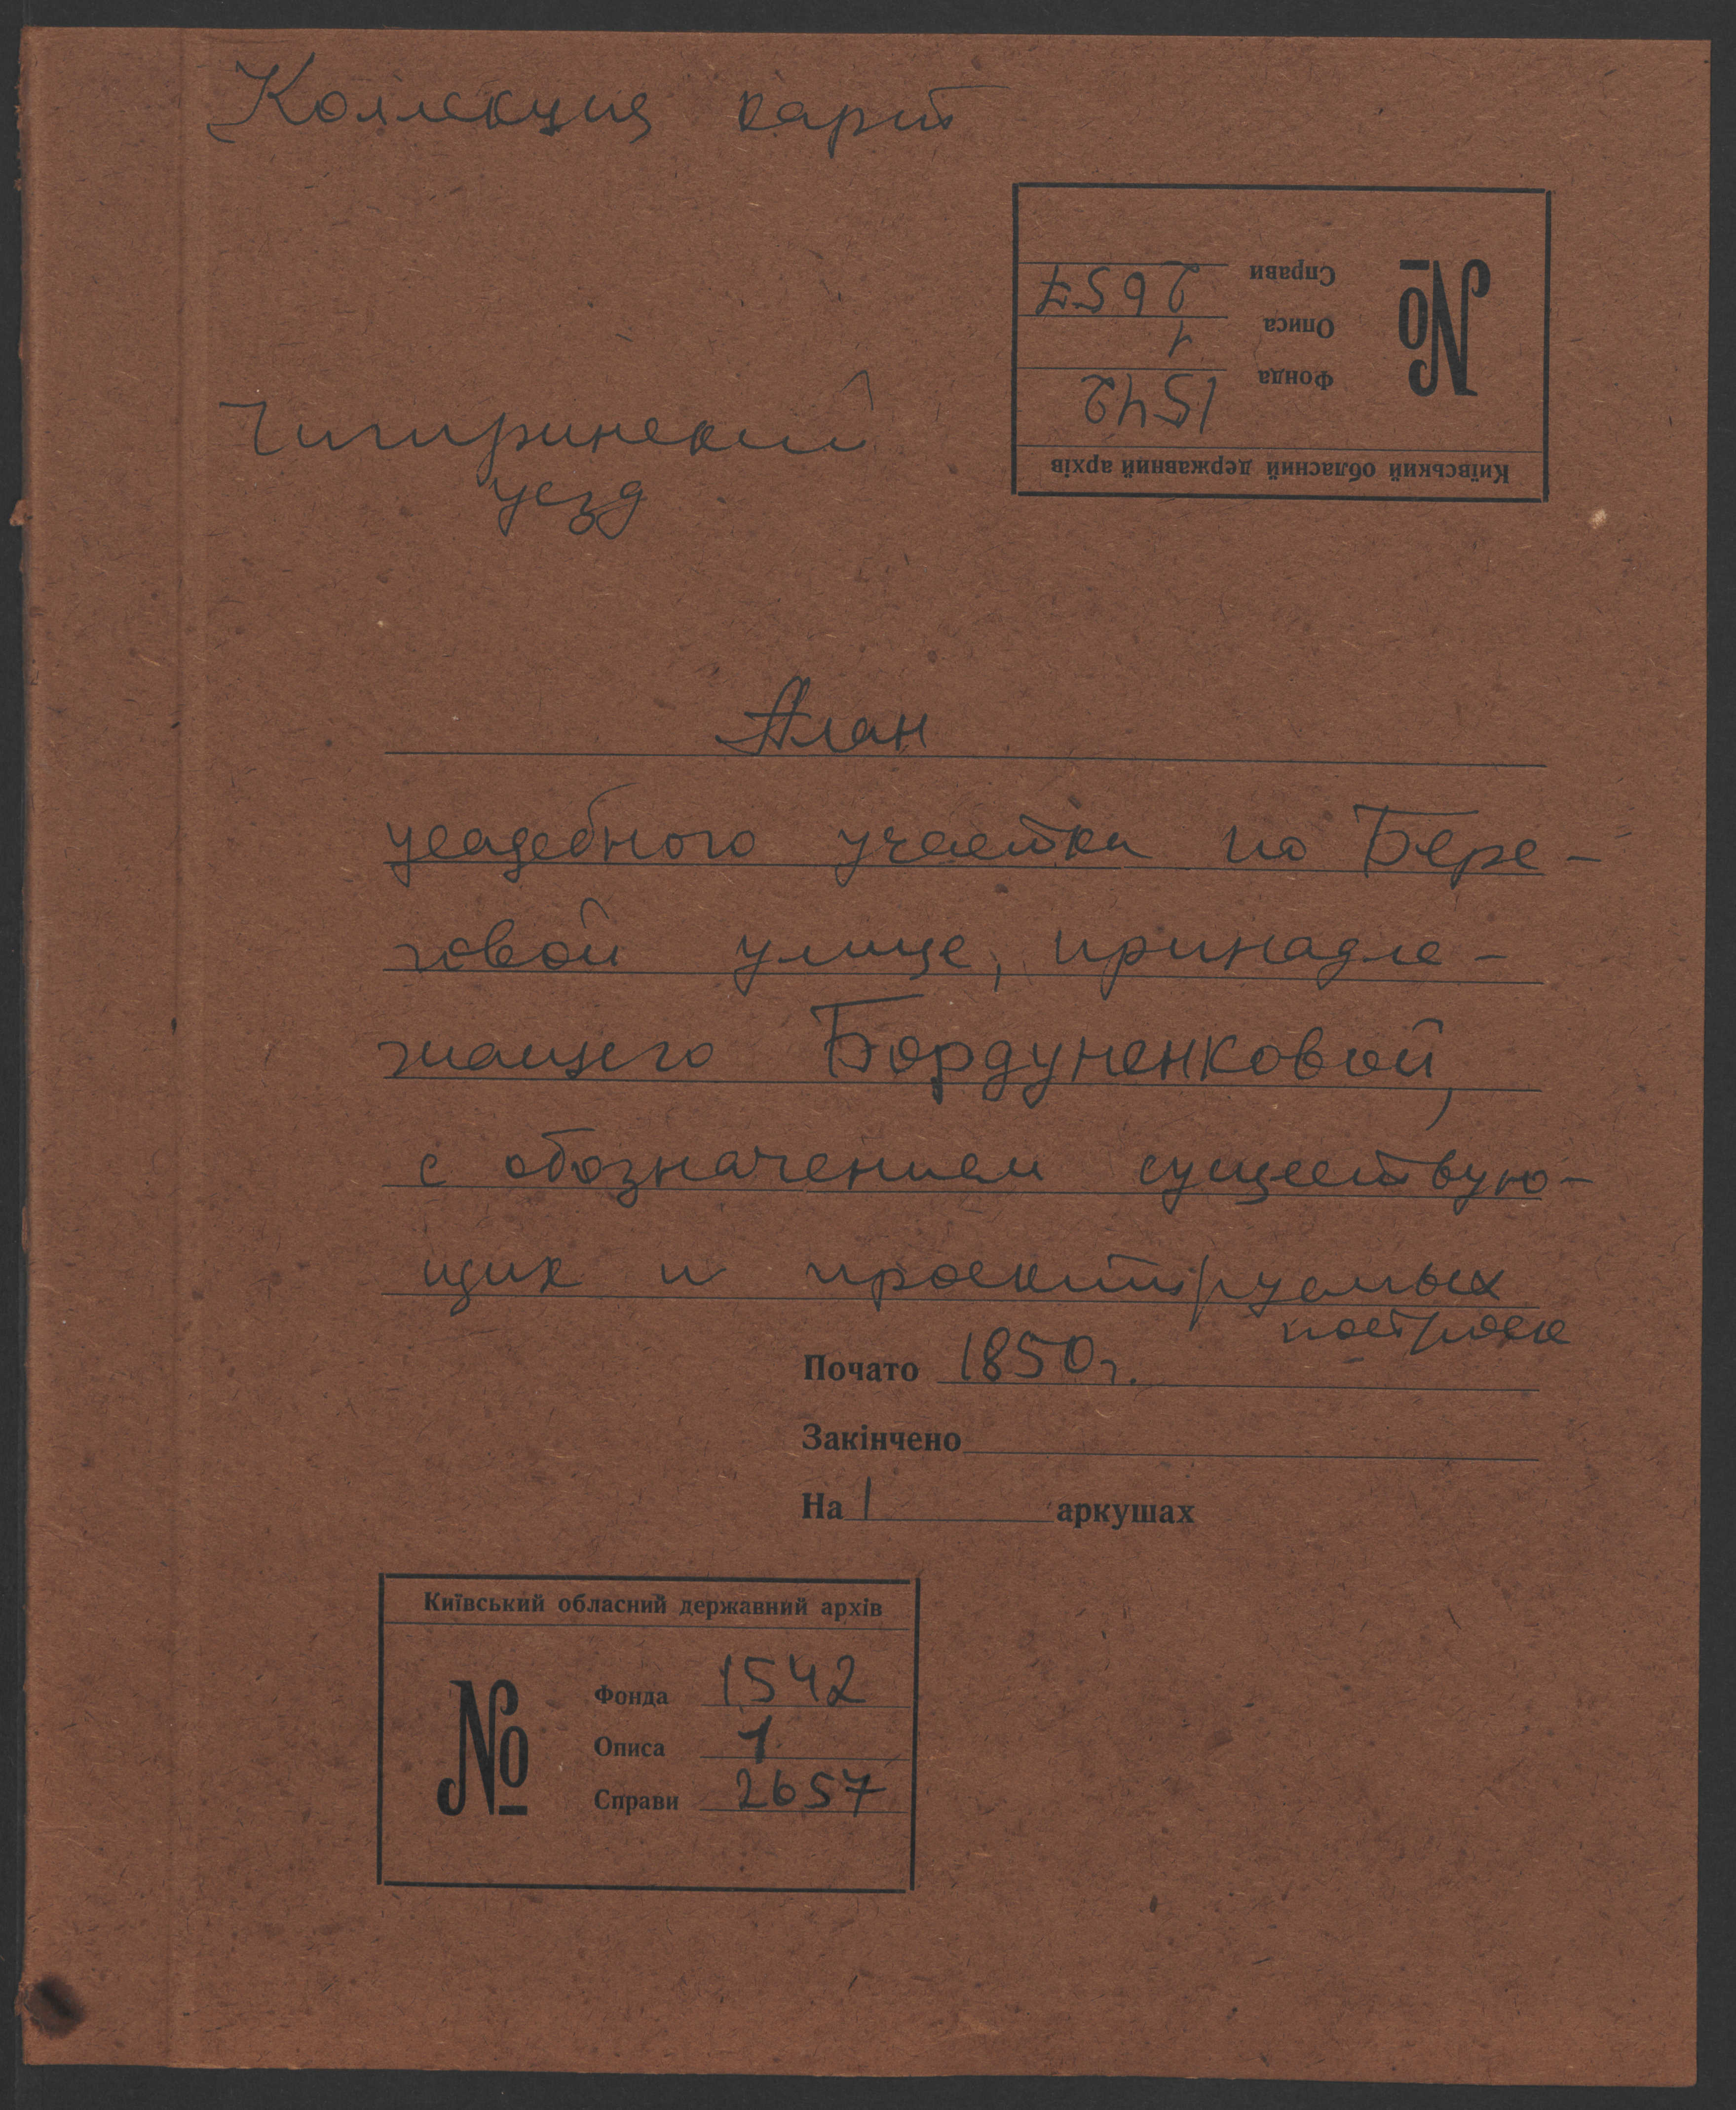 Коллекция карт
Київський обласний державний архів
№
Фонда 1542
Описа 1
Справи 2657
Чигиринский
уезд
План
усадебного участка по Бере-
говой улице, принадле-
жащего Бордуненковой,
с обозначением существую-
щих и проектируемых
построек
Почато 1850 г.
Закінчено
На 1 аркушах
Київський обласний державний архів
№
Фонда 1542
Описа 1
Справи 2657